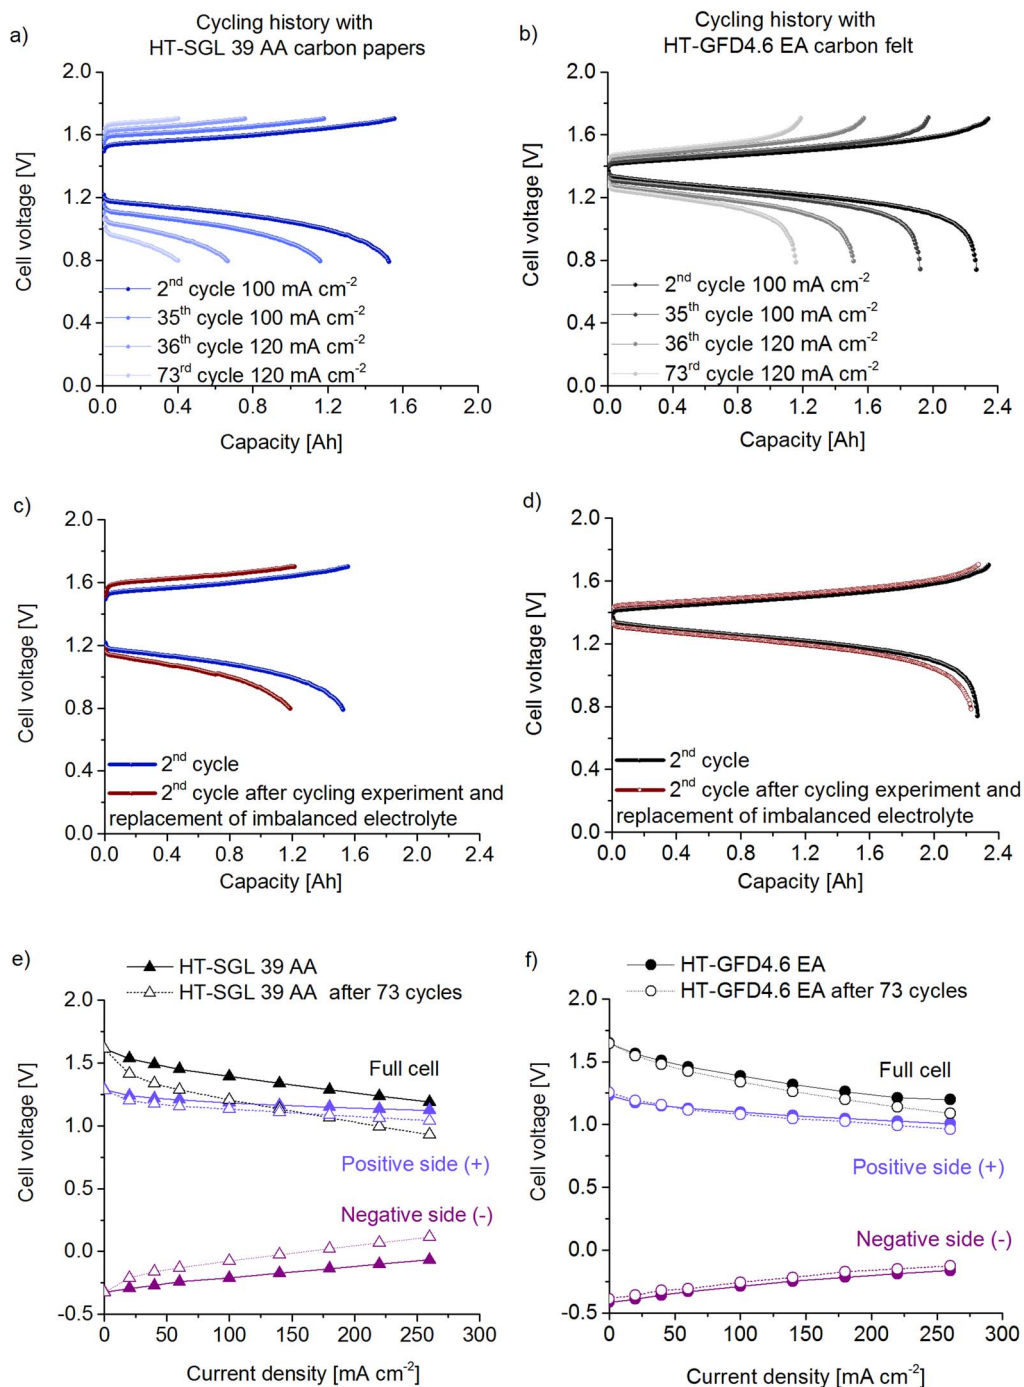 a)
Cycling history with
HT-SGL 39 AA carbon papers
2.0
1.6
1.2
0.8
0.4
0.0
Cell voltage [V]
2nd cycle 100 mA cm-2
35th cycle 100 mA cm-2
36th cycle 120 mA cm-2
73rd cycle 120 mA cm-2
0.0 0.4 0.8 1.2 1.6 2.0
Capacity [Ah]
b)
Cycling history with
HT-GFD4.6 EA carbon felt
2.0
1.6
1.2
0.8
0.4
0.0
Cell voltage [V]
2nd cycle 100 mA cm-2
35th cycle 100 mA cm-2
36th cycle 120 mA cm-2
73rd cycle 120 mA cm-2
0.0 0.4 0.8 1.2 1.6 2.0 2.4
Capacity [Ah]
c)
2.0
1.6
1.2
0.8
0.4
0.0
Cell voltage [V]
2nd cycle
2nd cycle after cycling experiment and
replacement of imbalanced electrolyte
0.0 0.4 0.8 1.2 1.6 2.0 2.4
Capacity [Ah]
d)
2.0
1.6
1.2
0.8
0.4
0.0
Cell voltage [V]
2nd cycle
2nd cycle after cycling experiment and
replacement of imbalanced electrolyte
0.0 0.4 0.8 1.2 1.6 2.0 2.4
Capacity [Ah]
e)
HT-SGL 39 AA
HT-SGL 39 AA after 73 cycles
2.0
1.5
1.0
0.5
0.0
-0.5
Cell voltage [V]
Full cell
Positive side (+)
Negative side (-)
0 50 100 150 200 250 300
Current density [mA cm-2]
f)
HT-GFD4.6 EA
HT-GFD4.6 EA after 73 cycles
2.0
1.5
1.0
0.5
0.0
-0.5
Cell voltage [V]
Full cell
Positive side (+)
Negative side (-)
0 50 100 150 200 250 300
Current density [mA cm-2]